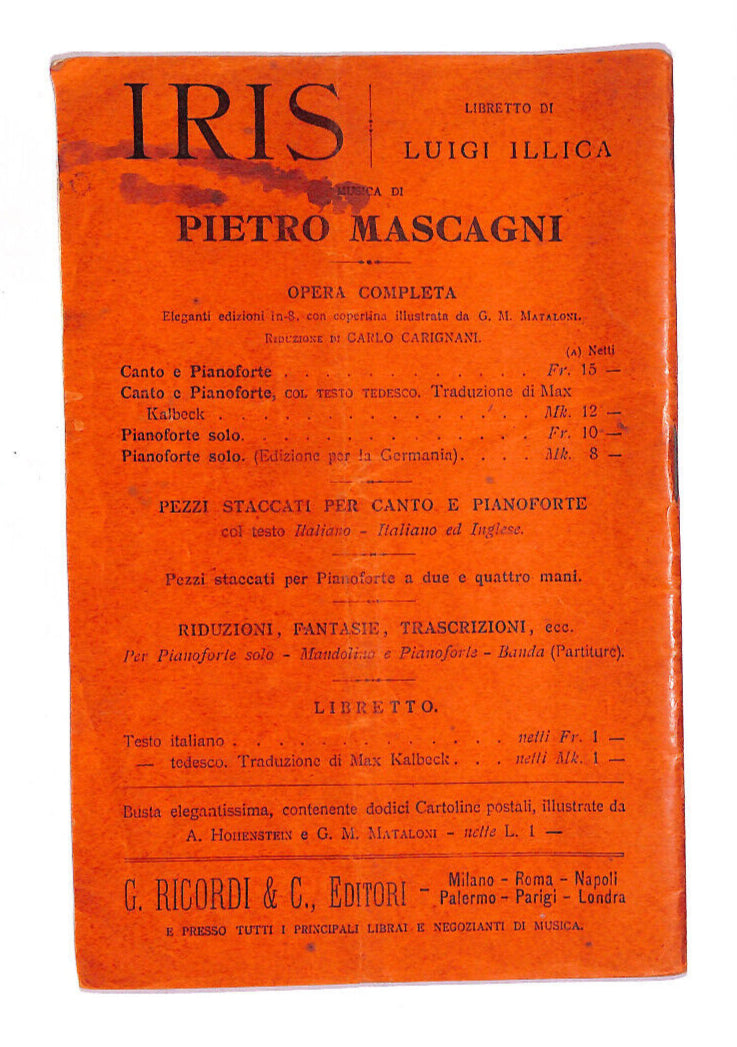 IRIS
LIBRETTO DI
LUIGI ILLICA
MUSICA DI
PIETRO MASCAGNI
OPERA COMPLETA
Eleganti edizioni in-8, con copertina illustrata da G. M. MATALONI.
RIDUZIONE DI CARLO CARIGNANI.
(A) Netti
Canto e Pianoforte . . . . . . . . . . . . . Fr. 15 —
Canto e Pianoforte, COL TESTO TEDESCO. Traduzione di Max
Kalbeck . . . . . . . . . . . . . . . Mk. 12 —
Pianoforte solo. . . . . . . . . . . . . . . Fr. 10 —
Pianoforte solo. (Edizione per la Germania). . . . . Mk. 8 —
PEZZI STACCATI PER CANTO E PIANOFORTE
col testo Italiano - Italiano ed Inglese.
Pezzi staccati per Pianoforte a due e quattro mani.
RIDUZIONI, FANTASIE, TRASCRIZIONI, ecc.
Per Pianoforte solo - Mandolino e Pianoforte - Banda (Partiture).
LIBRETTO.
Testo italiano . . . . . . . . . . . . . netti Fr. 1 —
— tedesco. Traduzione di Max Kalbeck . . . netti Mk. 1 —
Busta elegantissima, contenente dodici Cartoline postali, illustrate da
A. HOHENSTEIN e G. M. MATALONI - nette L. 1 —
G. RICORDI & C., EDITORI - Milano - Roma - Napoli
Palermo - Parigi - Londra
E PRESSO TUTTI I PRINCIPALI LIBRAI E NEGOZIANTI DI MUSICA.